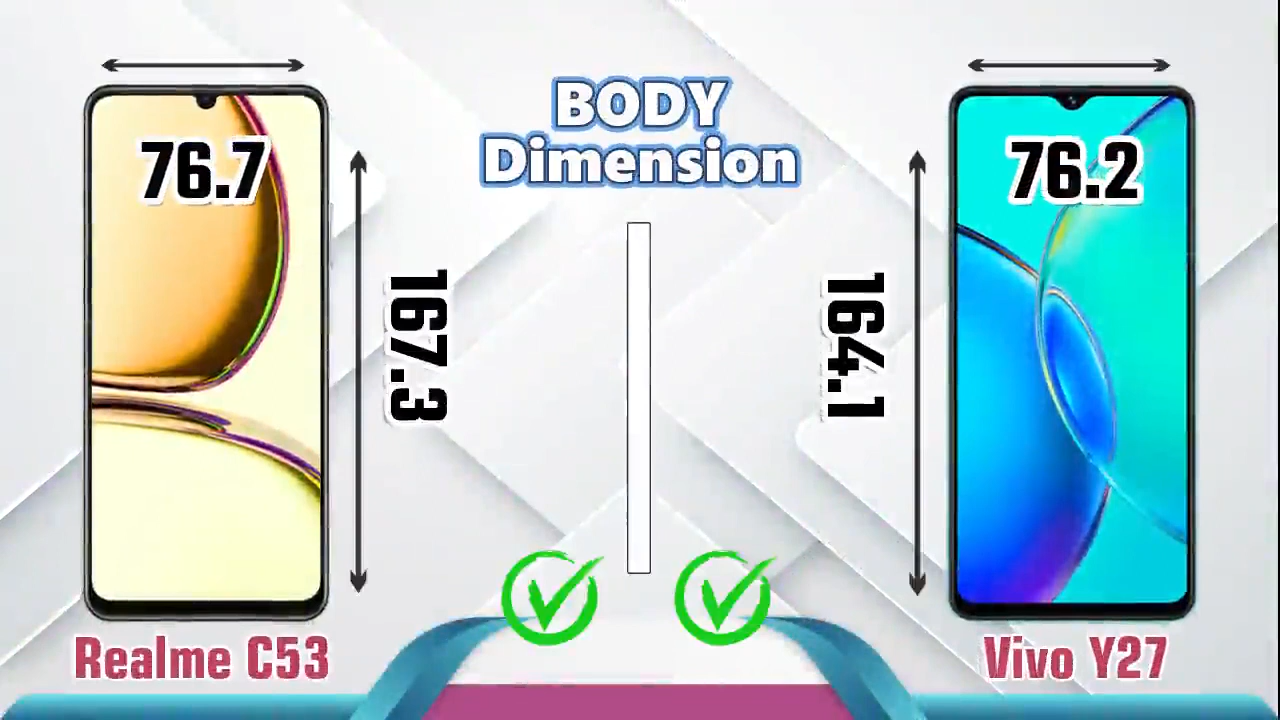 BODY
Dimension
76.7
167.3
Realme C53
76.2
164.1
Vivo Y27